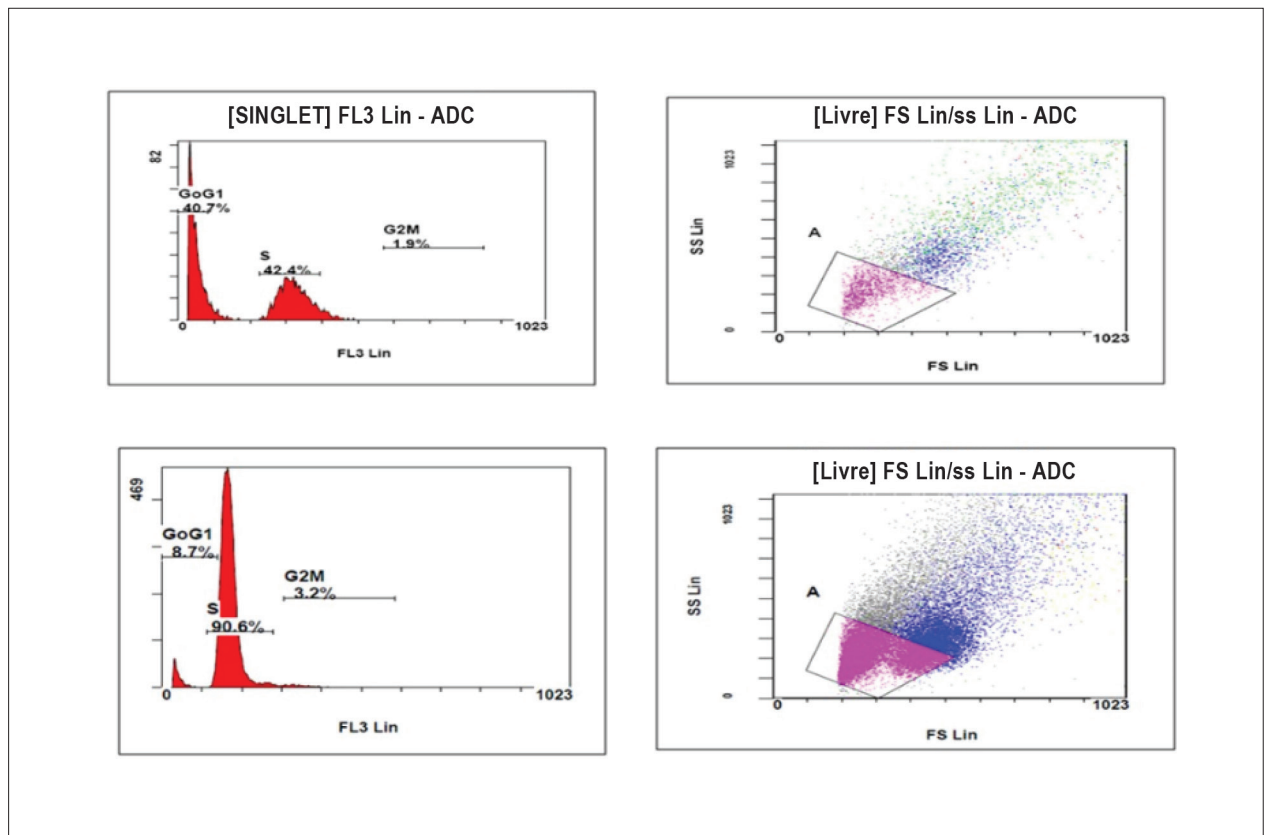 [SINGLET] FL3 Lin - ADC
82
GoG1
40.7%
S
42.4%
G2M
1.9%
0
1023
FL3 Lin
[Livre] FS Lin/ss Lin - ADC
1023
SS Lin
A
0
0
1023
FS Lin
469
GoG1
8.7%
S
90.6%
G2M
3.2%
0
1023
FL3 Lin
[Livre] FS Lin/ss Lin - ADC
1023
SS Lin
A
0
0
1023
FS Lin